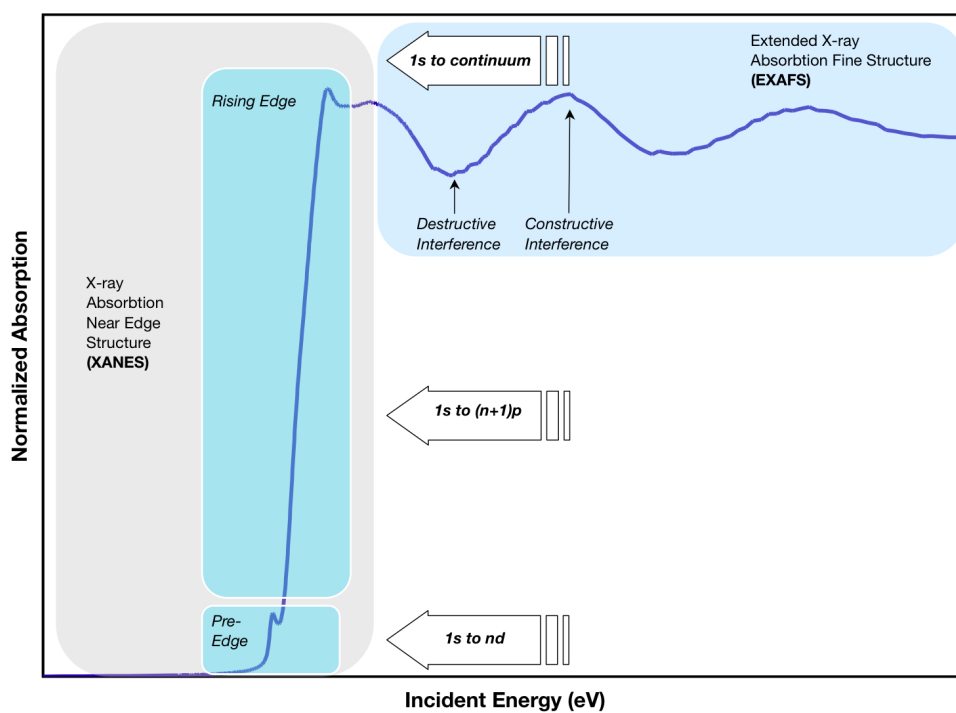 1s to continuum
Extended X-ray
Absorbtion Fine Structure
(EXAFS)
Rising Edge
Destructive
Interference
Constructive
Interference
X-ray
Absorbtion
Near Edge
Structure
(XANES)
1s to (n+1)p
Pre-
Edge
1s to nd
Normalized Absorption
Incident Energy (eV)